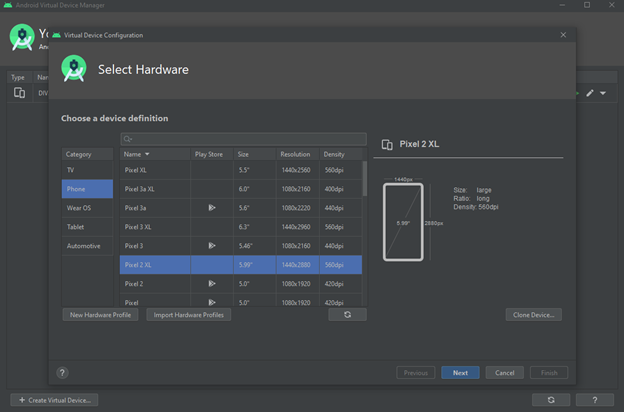 Android Virtual Device Manager
Yo
An
Virtual Device Configuration
Select Hardware
Type Nam
DIV
Choose a device definition
Category
TV
Phone
Wear OS
Tablet
Automotive
Name Play Store Size Resolution Density
Pixel XL 5.5" 1440x2560 560dpi
Pixel 3a XL 6.0" 1080x2160 400dpi
Pixel 3a 5.6" 1080x2220 440dpi
Pixel 3 XL 6.3" 1440x2960 560dpi
Pixel 3 5.46" 1080x2160 440dpi
Pixel 2 XL 5.99" 1440x2880 560dpi
Pixel 2 5.0" 1080x1920 420dpi
Pixel 5.0" 1080x1920 420dpi
Pixel 2 XL
1440px
5.99"
2880px
Size: large
Ratio: long
Density: 560dpi
New Hardware Profile
Import Hardware Profiles
Clone Device...
?
Previous
Next
Cancel
Finish
+ Create Virtual Device...
?